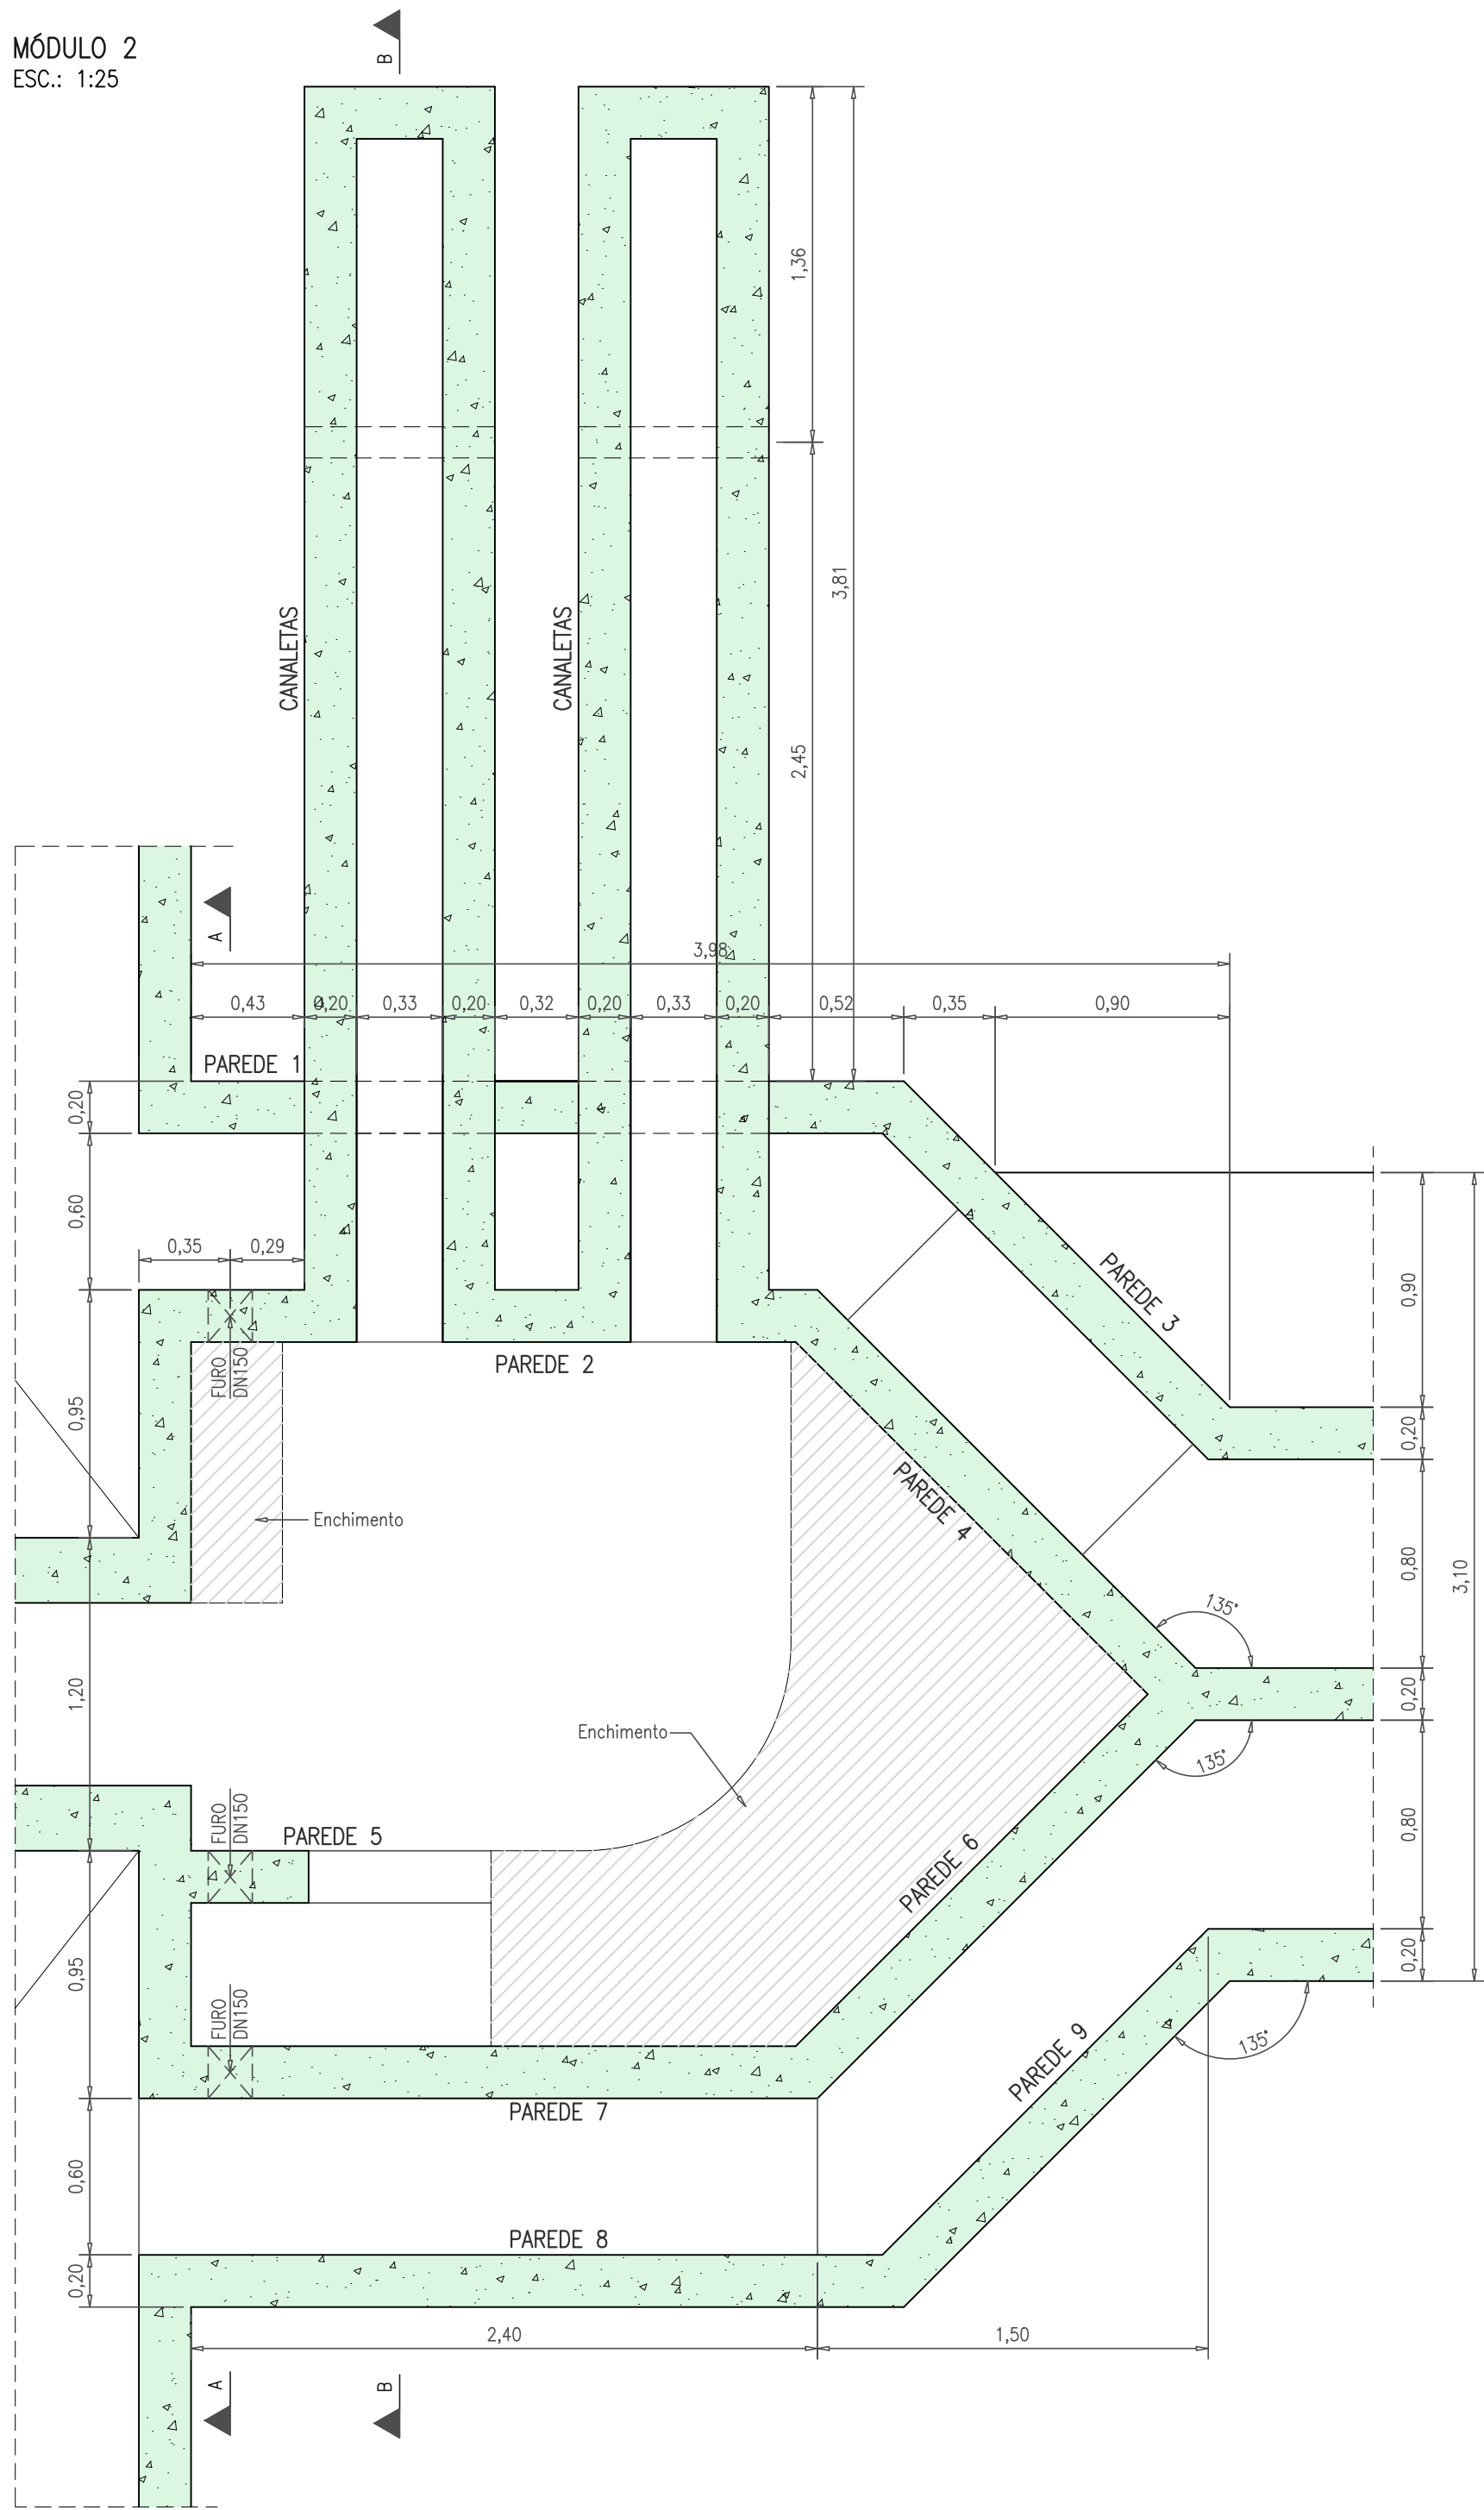 MÓDULO 2
ESC.: 1:25
B
1,36
3,81
CANALETAS
CANALETAS
2,45
A
3,98
0,43
0,20
0,33
0,20
0,32
0,20
0,33
0,20
0,52
0,35
0,90
PAREDE 1
0,20
0,60
0,35
0,29
PAREDE 3
0,90
FURO
DN150
PAREDE 2
0,95
0,20
PAREDE 4
Enchimento
0,80
3,10
135°
1,20
0,20
Enchimento
135°
FURO
DN150
PAREDE 5
0,80
PAREDE 6
0,95
0,20
FURO
DN150
PAREDE 9
135°
PAREDE 7
0,60
PAREDE 8
0,20
2,40
1,50
A
B